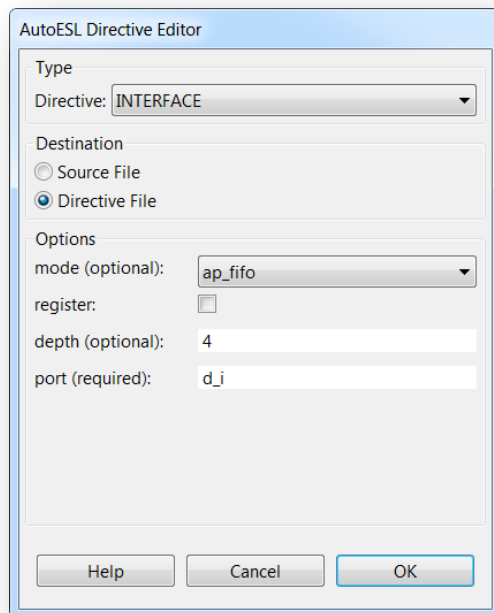 AutoESL Directive Editor
Type
Directive: INTERFACE
Destination
Source File
Directive File
Options
mode (optional): ap_fifo
register:
depth (optional): 4
port (required): d_i
Help Cancel OK